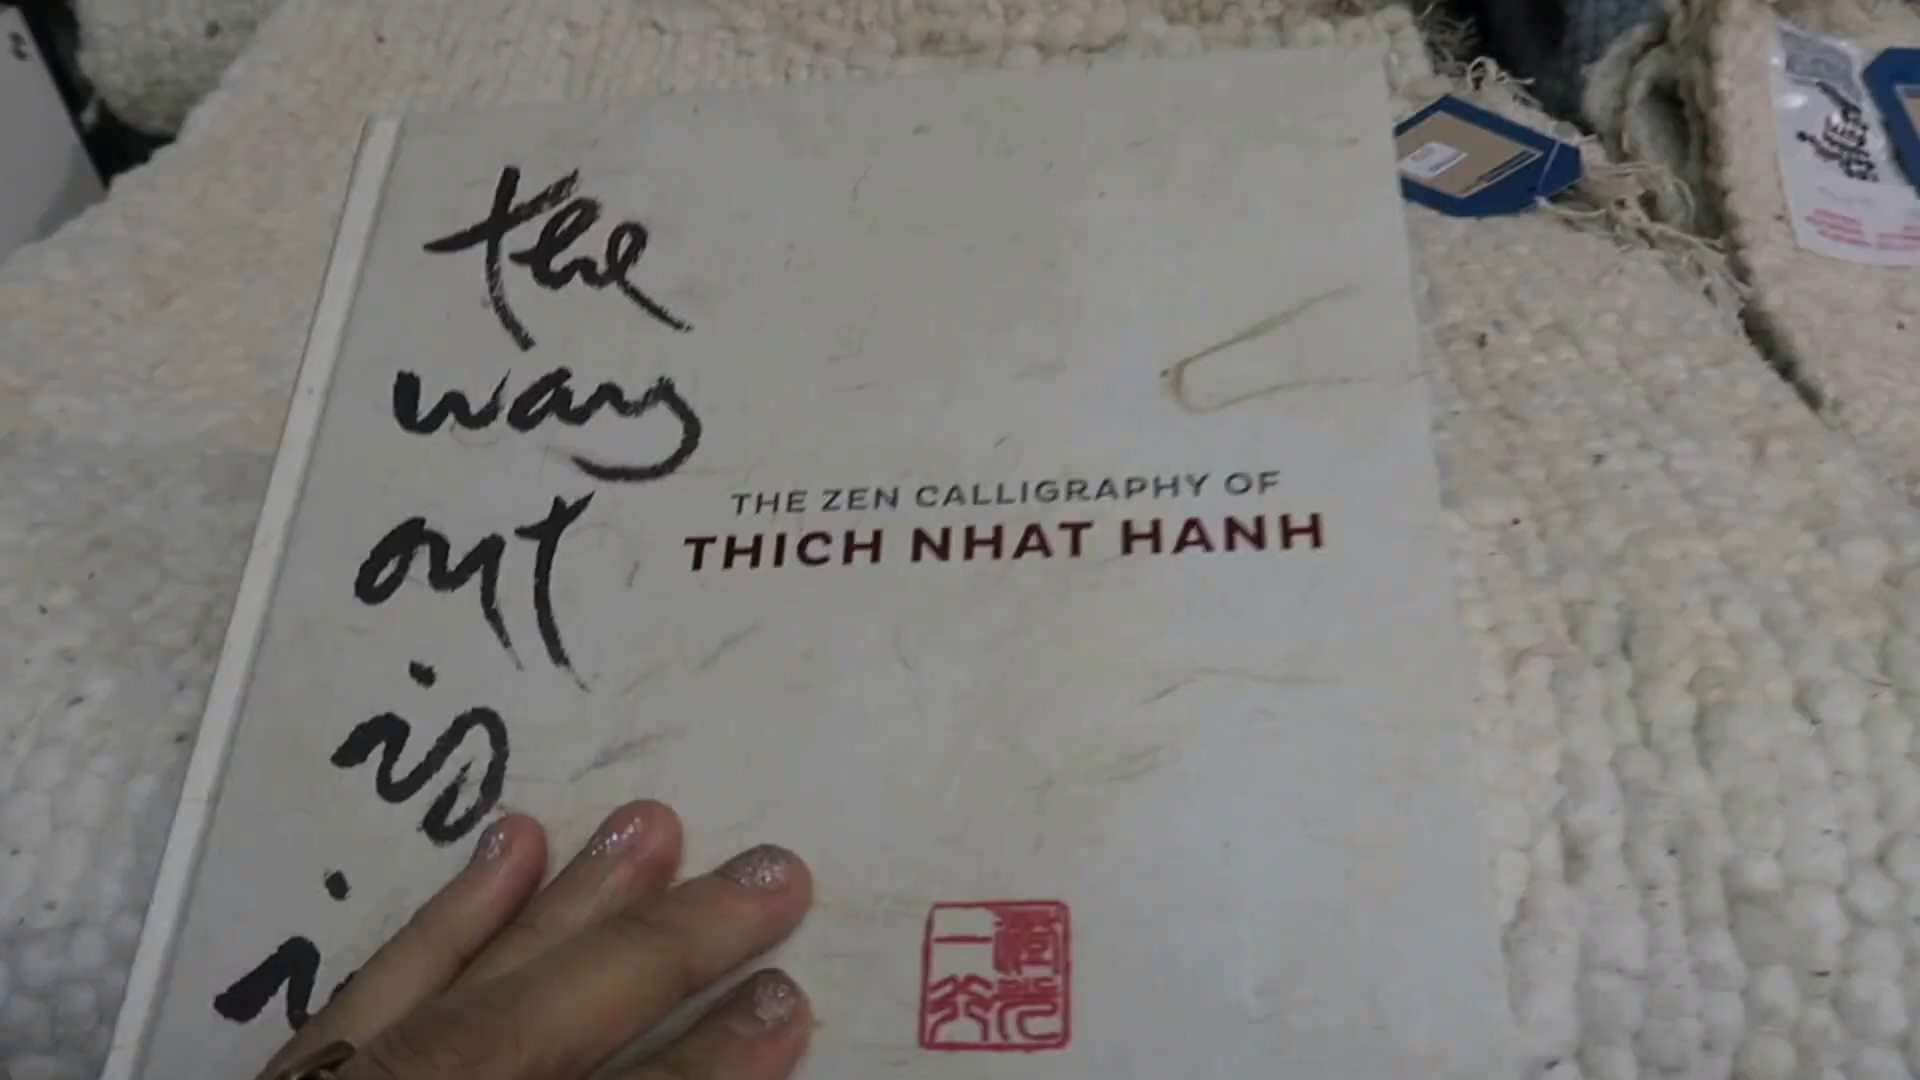 the
way
out
is
THE ZEN CALLIGRAPHY OF
THICH NHAT HANH